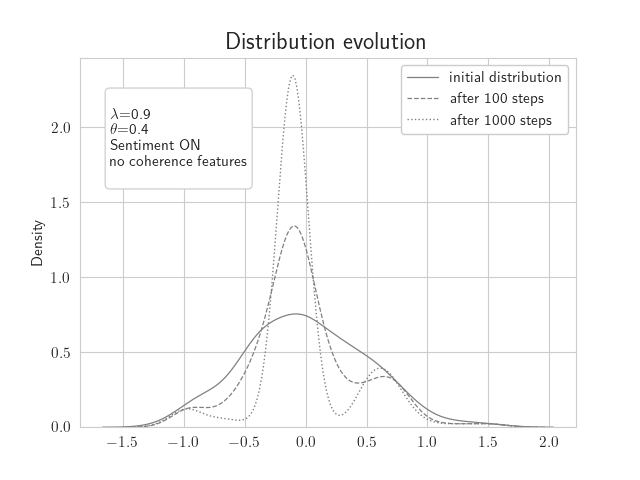 Distribution evolution
initial distribution
after 100 steps
after 1000 steps
λ=0.9
θ=0.4
Sentiment ON
no coherence features
Density
2.0
1.5
1.0
0.5
0.0
−1.5 −1.0 −0.5 0.0 0.5 1.0 1.5 2.0